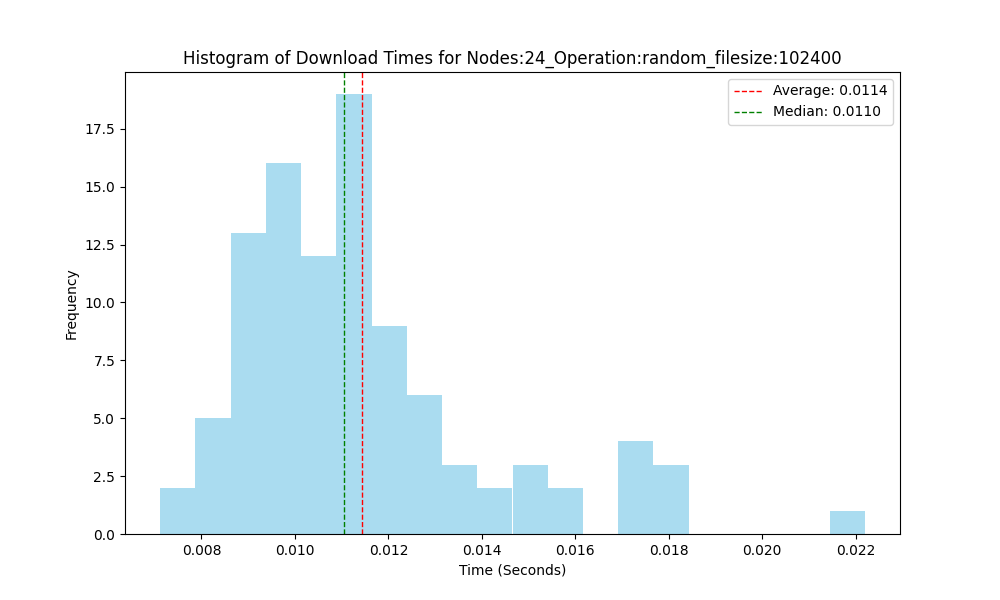 Histogram of Download Times for Nodes:24_Operation:random_filesize:102400
Average: 0.0114
Median: 0.0110
17.5
15.0
12.5
10.0
7.5
5.0
2.5
0.0
Frequency
0.008 0.010 0.012 0.014 0.016 0.018 0.020 0.022
Time (Seconds)